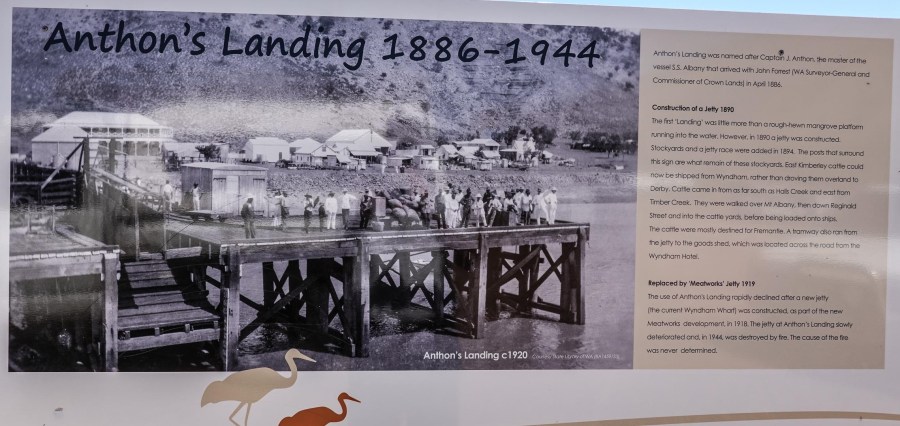 Anthon's Landing 1886-1944
Anthon's Landing was named after Captain J. Anthon, the master of the
vessel S.S. Albany that arrived with John Forrest (WA Surveyor-General and
Commissioner of Crown Lands) in April 1886.
Construction of a Jetty 1890
The first 'Landing' was little more than a rough-hewn mangrove platform
running into the water. However, in 1890 a jetty was constructed.
Stockyards and a jetty race were added in 1894. The posts that surround
this sign are what remain of these stockyards. East Kimberley cattle could
now be shipped from Wyndham, rather than droving them overland to
Derby. Cattle came in from as far south as Halls Creek and east from
Timber Creek. They were walked over Mt Albany, then down Reginald
Street and into the cattle yards, before being loaded onto ships.
The cattle were mostly destined for Fremantle. A tramway also ran from
the jetty to the goods shed, which was located across the road from the
Wyndham Hotel.
Replaced by 'Meatworks' Jetty 1919
The use of Anthon's Landing rapidly declined after a new jetty
(the current Wyndham Wharf) was constructed, as part of the new
Meatworks development, in 1918. The jetty at Anthon's Landing slowly
deteriorated and, in 1944, was destroyed by fire. The cause of the fire
was never determined.
Anthon's Landing c1920 Courtesy State Library of WA